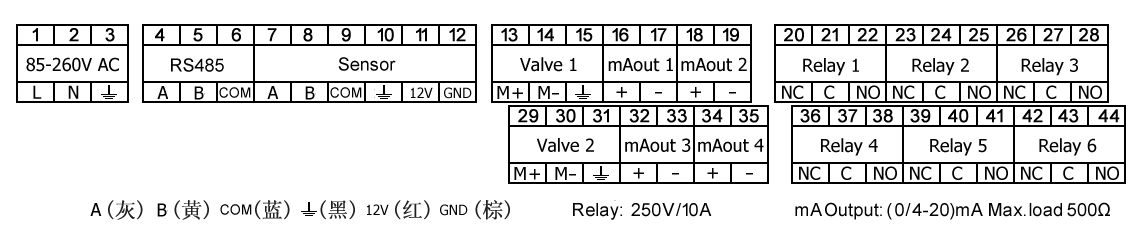 1 2 3 4 5 6 7 8 9 10 11 12 13 14 15 16 17 18 19 20 21 22 23 24 25 26 27 28
85-260V AC RS485 Sensor Valve 1 mAout 1 mAout 2 Relay 1 Relay 2 Relay 3
L N ⏚ A B COM A B COM ⏚ 12V GND M+ M- ⏚ + - + - NC C NO NC C NO NC C NO
29 30 31 32 33 34 35 36 37 38 39 40 41 42 43 44
Valve 2 mAout 3 mAout 4 Relay 4 Relay 5 Relay 6
M+ M- ⏚ + - + - NC C NO NC C NO NC C NO
A(灰) B(黄) COM(蓝) ⏚(黑) 12V(红) GND(棕) Relay: 250V/10A mAOutput:(0/4-20)mA Max.load 500Ω